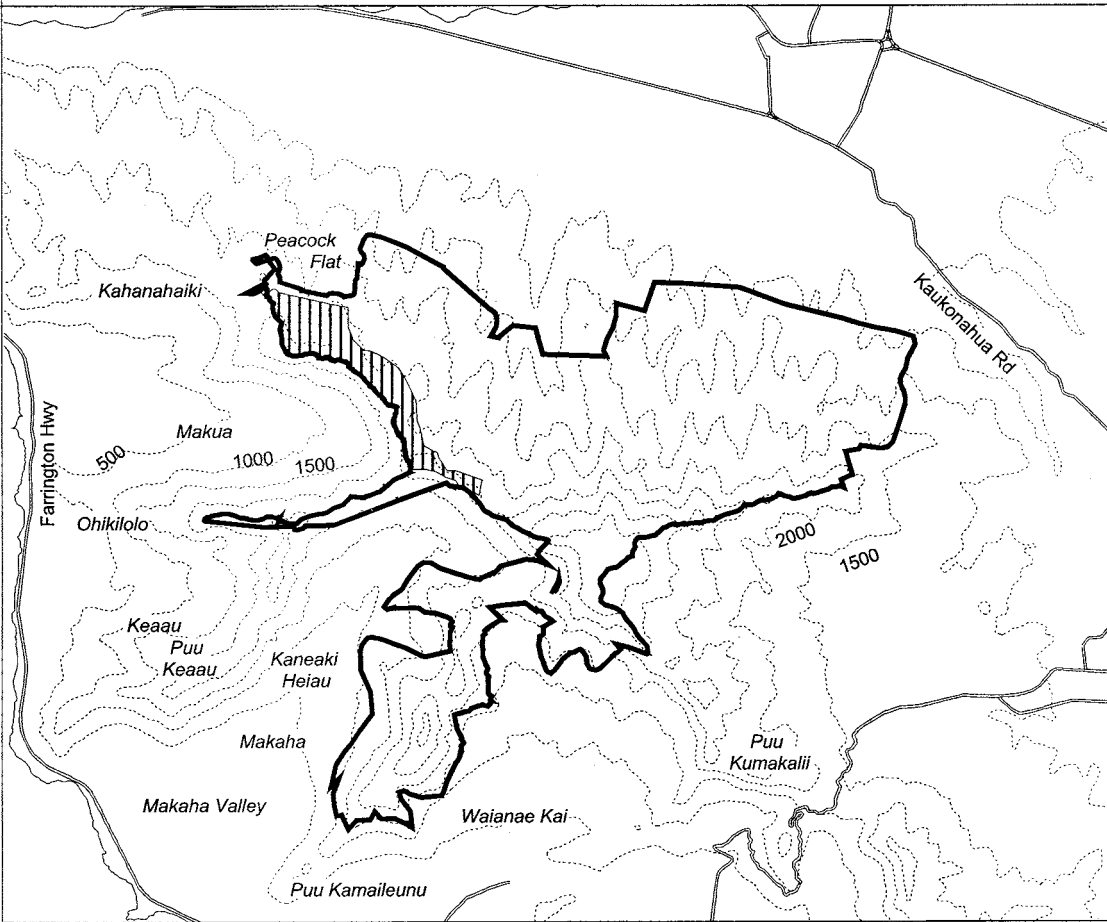 Peacock
Flat
Kahanahaiki
Kaukonahua Rd
Farrington Hwy
Makua
500
1000
1500
Ohikilolo
2000
1500
Keaau
Puu
Keaau
Kaneaki
Heiau
Makaha
Puu
Kumakalii
Makaha Valley
Waianae Kai
Puu Kamaileunu